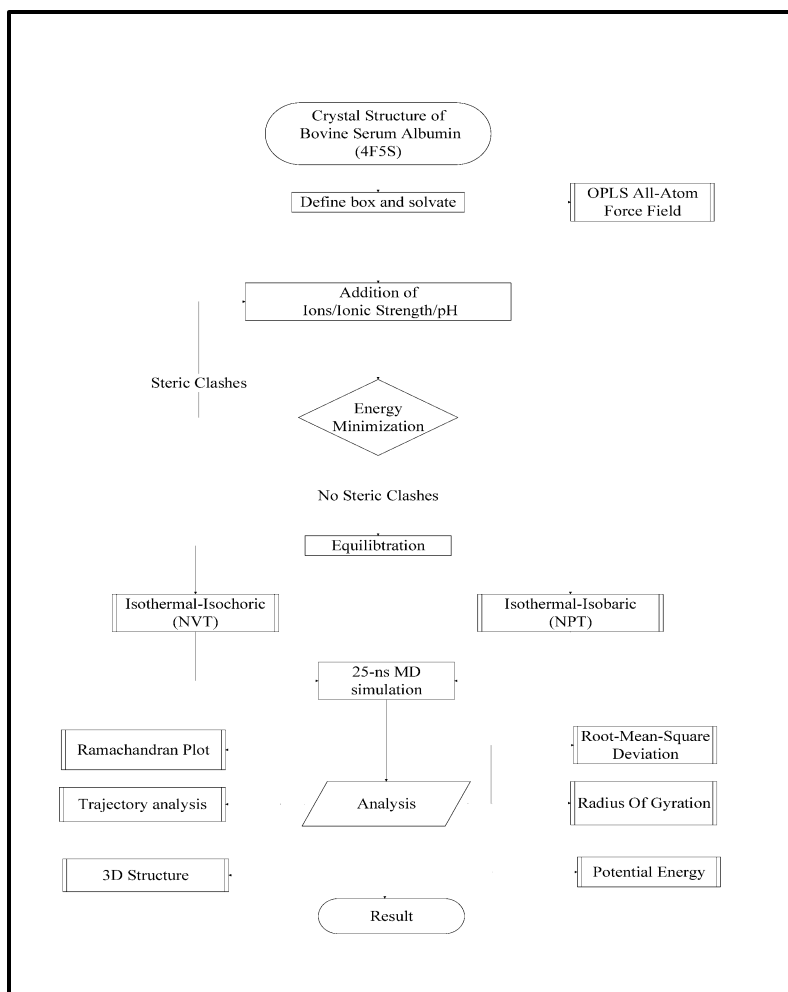 Crystal Structure of
Bovine Serum Albumin
(4F5S)
Define box and solvate
OPLS All-Atom
Force Field
Addition of
Ions/Ionic Strength/pH
Steric Clashes
Energy
Minimization
No Steric Clashes
Equilibtration
Isothermal-Isochoric
(NVT)
Isothermal-Isobaric
(NPT)
25-ns MD
simulation
Ramachandran Plot
Root-Mean-Square
Deviation
Trajectory analysis
Analysis
Radius Of Gyration
3D Structure
Potential Energy
Result